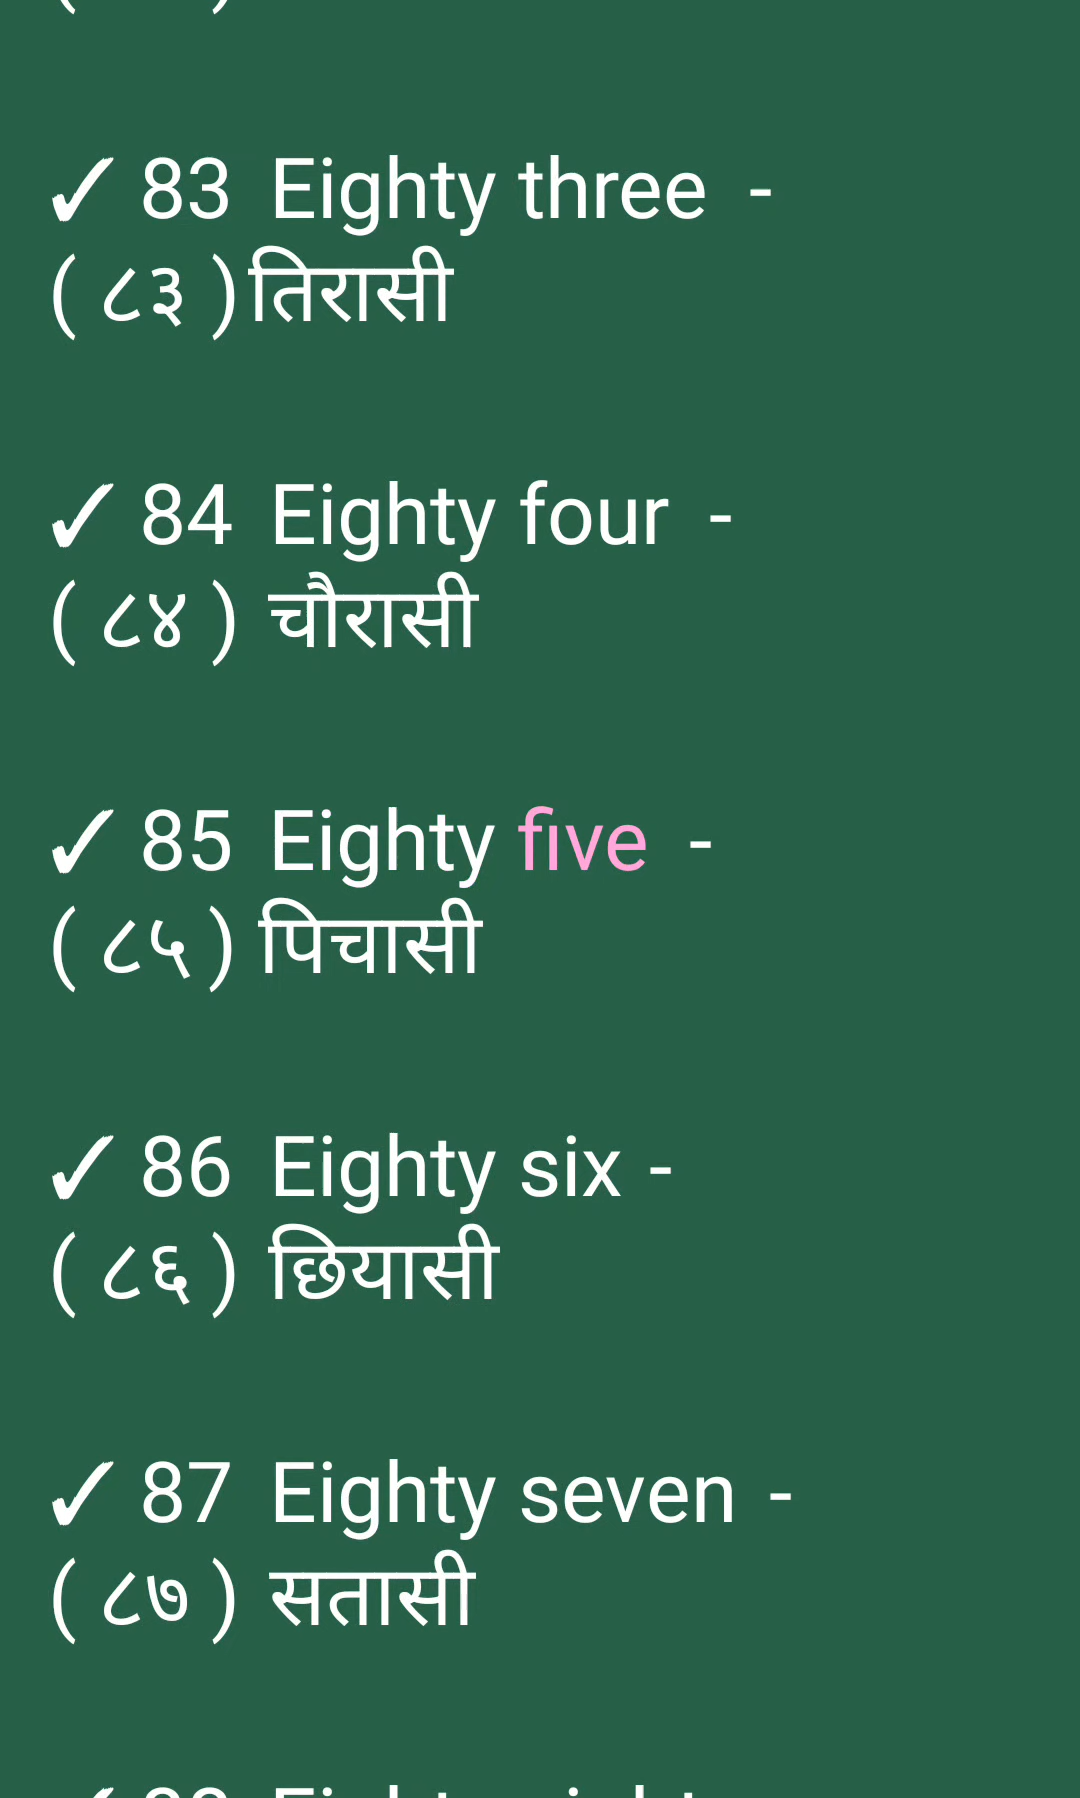 ✓ 83 Eighty three -
( ८३ )तिरासी
✓ 84 Eighty four -
( ८४ ) चौरासी
✓ 85 Eighty five -
( ८५ ) पिचासी
✓ 86 Eighty six -
( ८६ ) छियासी
✓ 87 Eighty seven -
( ८७ ) सतासी